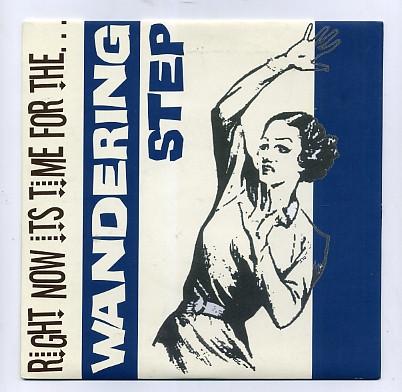 RIGHT NOW ITS TIME FOR THE...
WANDERING
STEP